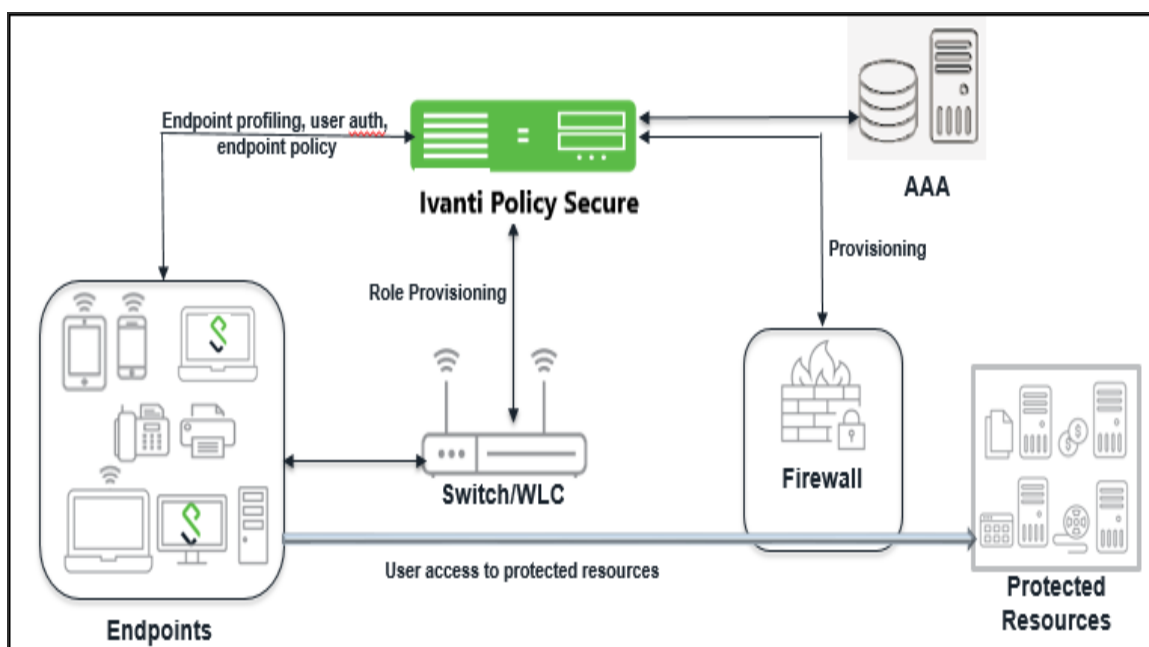 Endpoint profiling, user auth,
endpoint policy
Ivanti Policy Secure
AAA
Provisioning
Role Provisioning
Switch/WLC
Firewall
User access to protected resources
Endpoints
Protected
Resources